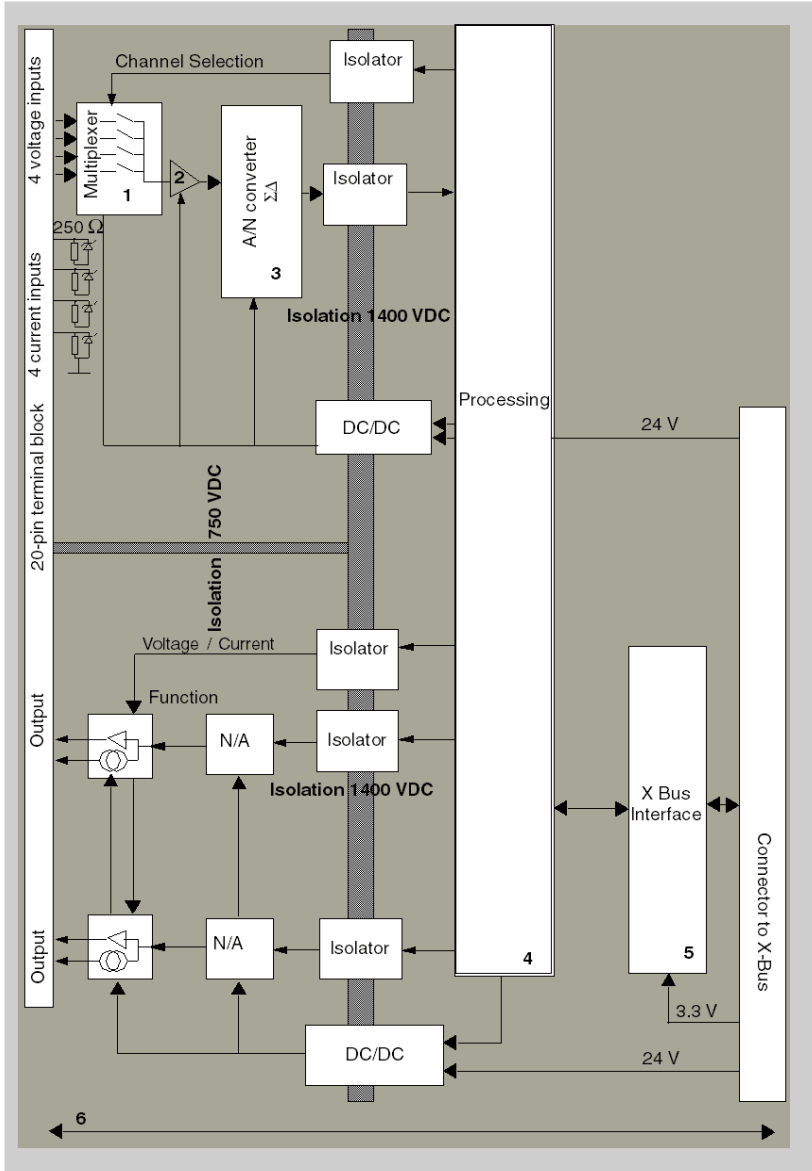 4 voltage inputs
Channel Selection
Isolator
Multiplexer
1
2
A/N converter
ΣΔ
3
Isolator
250 Ω
4 current inputs
Isolation 1400 VDC
Processing
DC/DC
24 V
20-pin terminal block
Isolation 750 VDC
Voltage / Current
Isolator
Function
Output
N/A
Isolator
Isolation 1400 VDC
X Bus
Interface
Connector to X-Bus
Output
N/A
Isolator
4
5
3.3 V
DC/DC
24 V
6